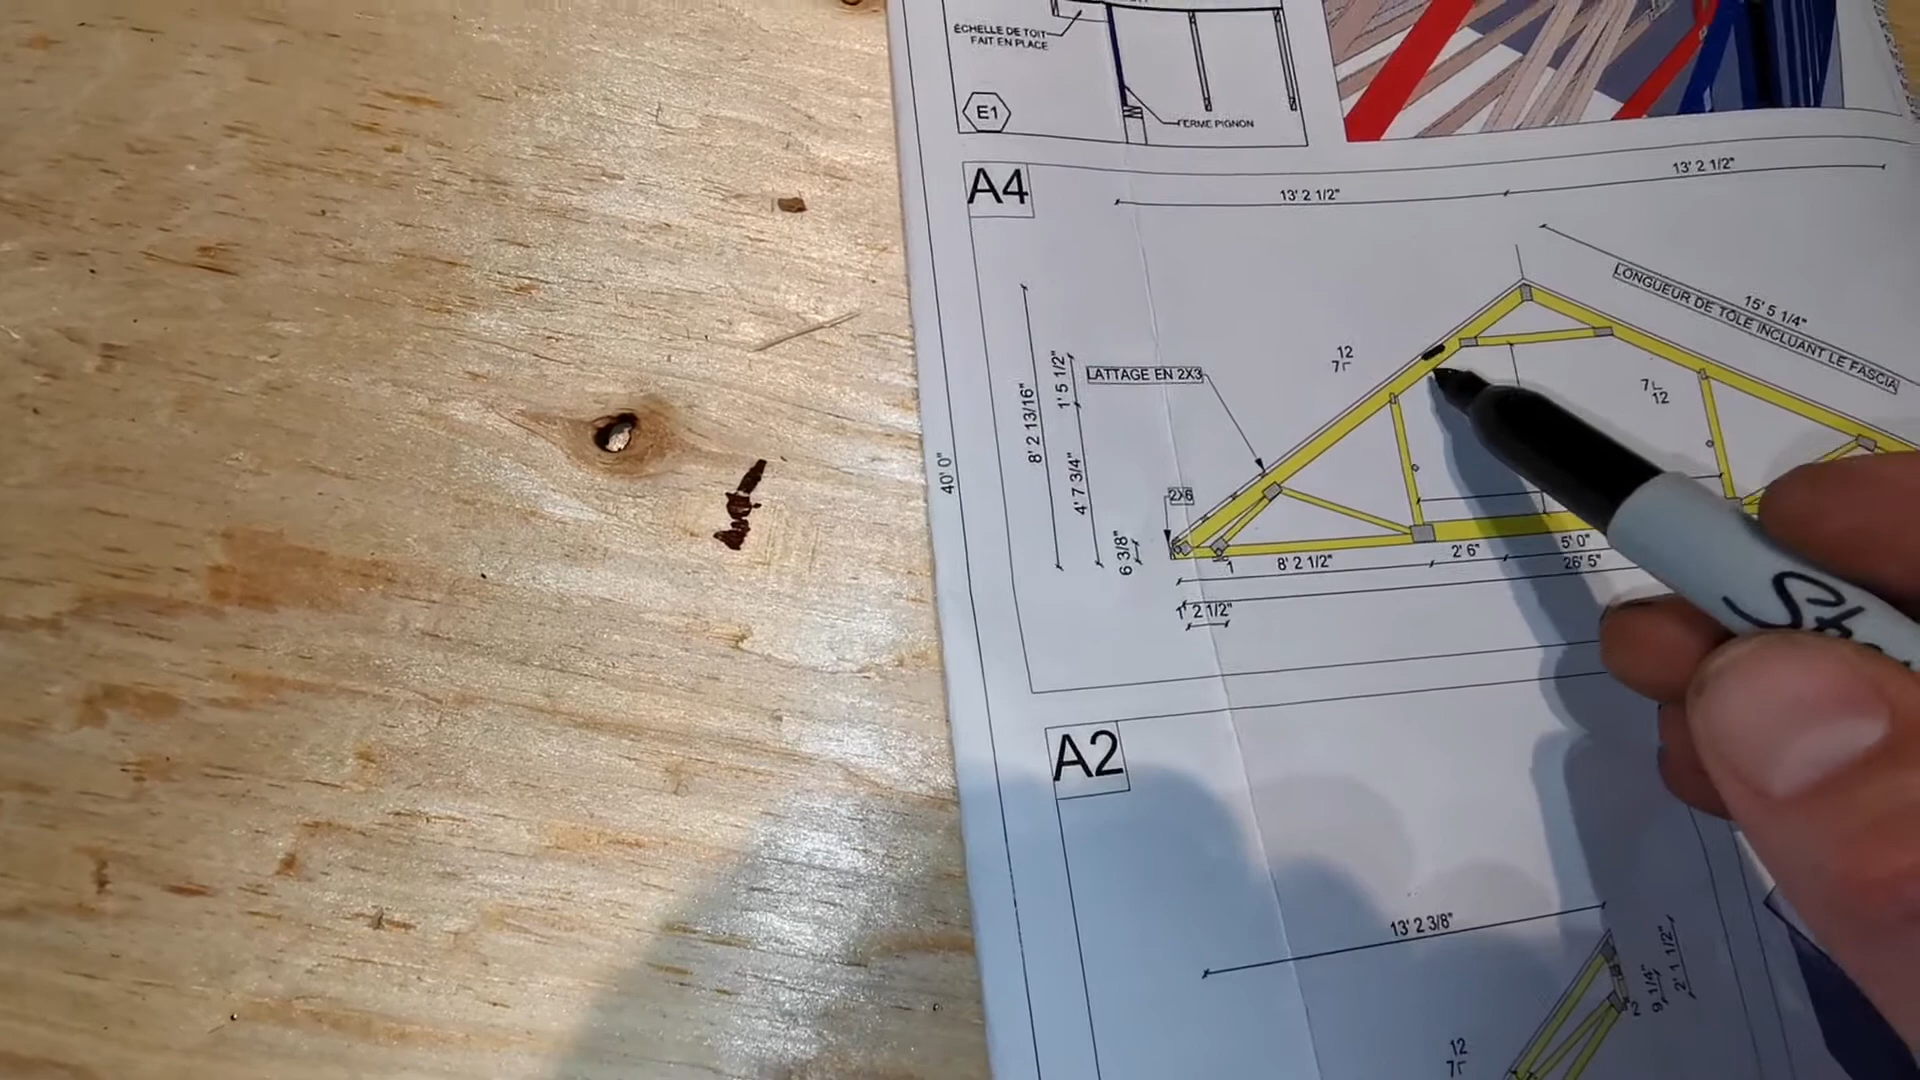 ÉCHELLE DE TOIT
FAIT EN PLACE
E1
FERME PIGNON
A4
13' 2 1/2"
13' 2 1/2"
LONGUEUR DE TÔLE INCLUANT LE FASCIA
15' 5 1/4"
12
7
7
12
LATTAGE EN 2X3
40' 0"
8' 2 13/16"
1' 5 1/2"
4' 7 3/4"
6 3/8"
2X6
1
8' 2 1/2"
2' 6"
5' 0"
26' 5"
1' 2 1/2"
A2
13' 2 3/8"
9 1/4"
2' 1 1/2"
2
12
7